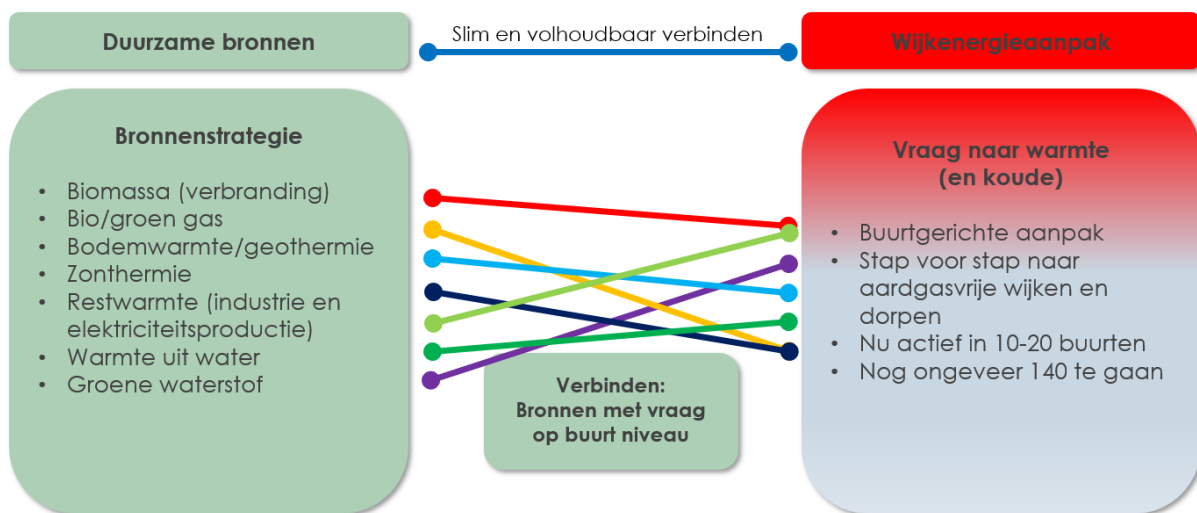 Duurzame bronnen
Slim en volhoudbaar verbinden
Wijkenergieaanpak
Bronnenstrategie
• Biomassa (verbranding)
• Bio/groen gas
• Bodemwarmte/geothermie
• Zonthermie
• Restwarmte (industrie en
elektriciteitsproductie)
• Warmte uit water
• Groene waterstof
Verbinden:
Bronnen met vraag
op buurt niveau
Vraag naar warmte
(en koude)
• Buurtgerichte aanpak
• Stap voor stap naar
aardgasvrije wijken en
dorpen
• Nu actief in 10-20 buurten
• Nog ongeveer 140 te gaan